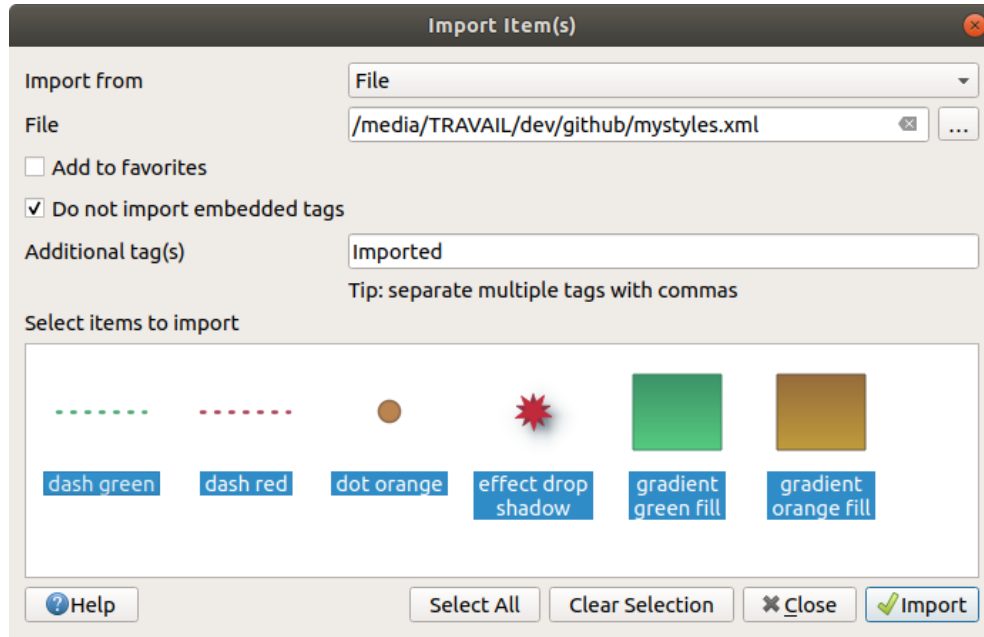 Import Item(s)
Import from
File
File
/media/TRAVAIL/dev/github/mystyles.xml
...
Add to favorites
Do not import embedded tags
Additional tag(s)
Imported
Tip: separate multiple tags with commas
Select items to import
dash green
dash red
dot orange
effect drop
shadow
gradient
green fill
gradient
orange fill
Help
Select All
Clear Selection
Close
Import